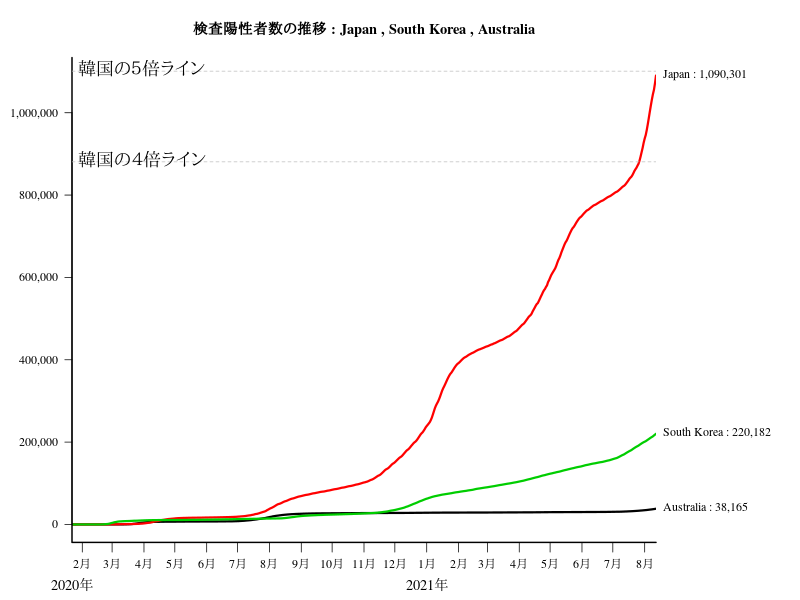 検査陽性者数の推移 : Japan , South Korea , Australia
韓国の５倍ライン
Japan : 1,090,301
1,000,000
韓国の４倍ライン
800,000
600,000
400,000
South Korea : 220,182
200,000
Australia : 38,165
0
2月 3月 4月 5月 6月 7月 8月 9月 10月 11月 12月 1月 2月 3月 4月 5月 6月 7月 8月
2020年 2021年